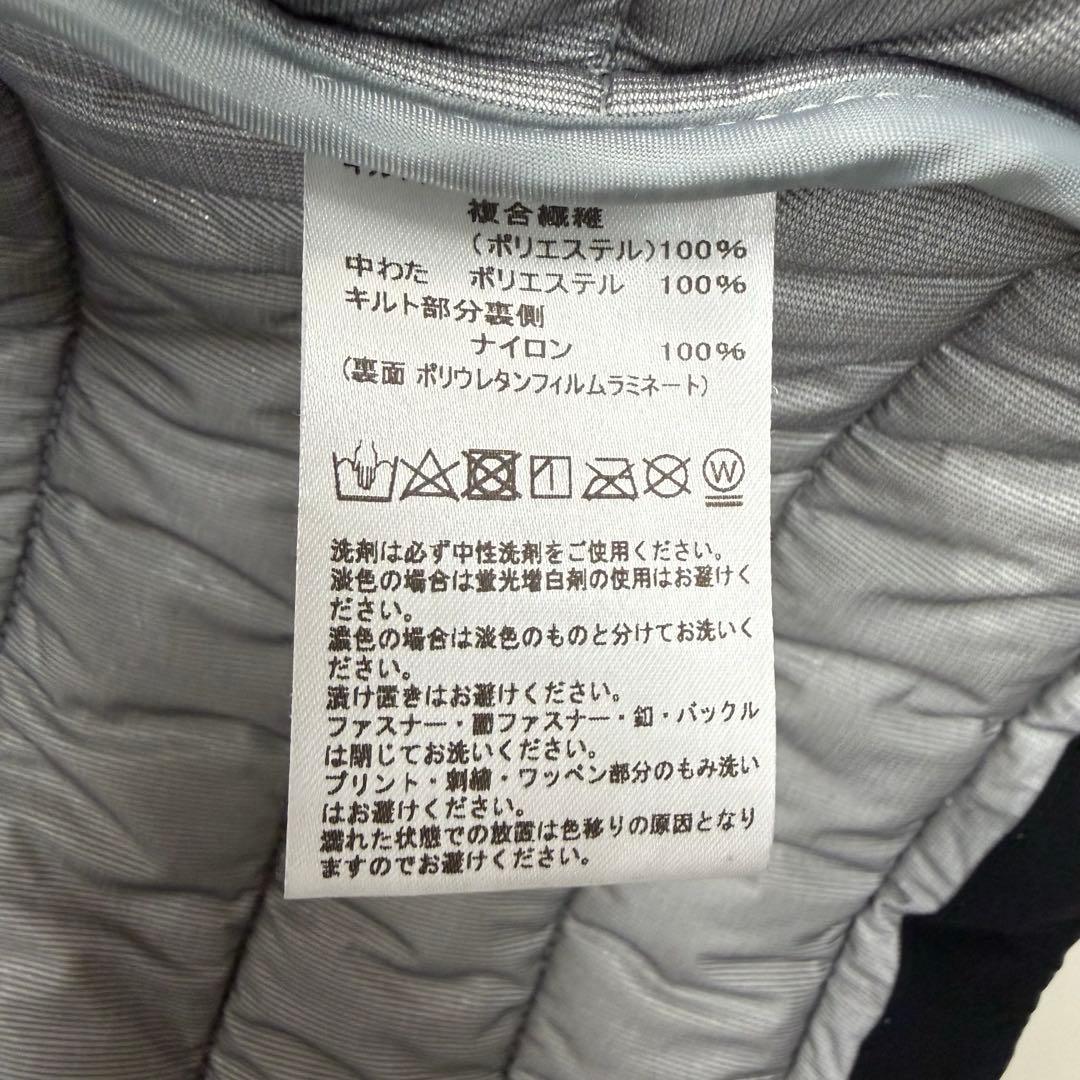 複合繊維
(ポリエステル)100%
中わた ポリエステル 100%
キルト部分裏側
ナイロン 100%
(裏面 ポリウレタンフィルムラミネート)
W
洗剤は必ず中性洗剤をご使用ください。
淡色の場合は蛍光増白剤の使用はお避けく
ださい。
濃色の場合は淡色のものと分けてお洗いく
ださい。
漬け置きはお避けください。
ファスナー・面ファスナー・釦・バックル
は閉じてお洗いください。
プリント・刺繍・ワッペン部分のもみ洗い
はお避けください。
濡れた状態での放置は色移りの原因となり
ますのでお避けください。